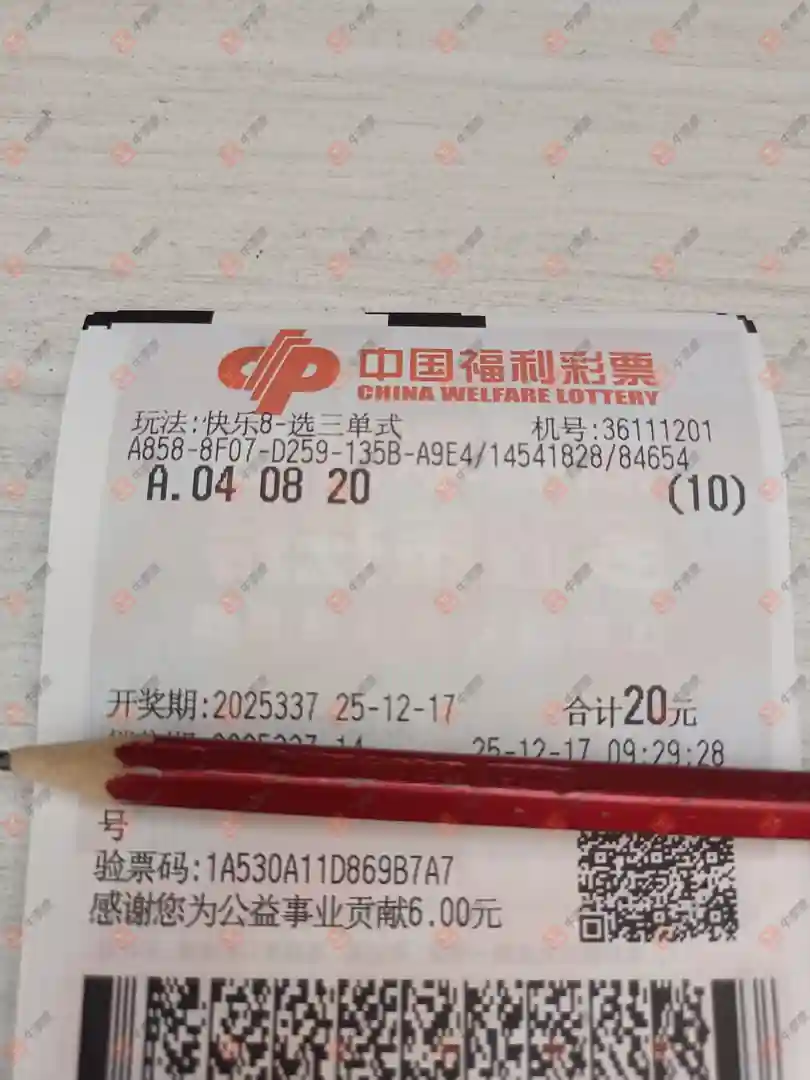 中国福利彩票
CHINA WELFARE LOTTERY
玩法:快乐8-选三单式 机号:36111201
A858-8F07-D259-135B-A9E4/14541828/84654
A.04 08 20 (10)
开奖期:2025337 25-12-17 合计20元
25-12-17 09:29:28
号
验票码:1A530A11D869B7A7
感谢您为公益事业贡献6.00元